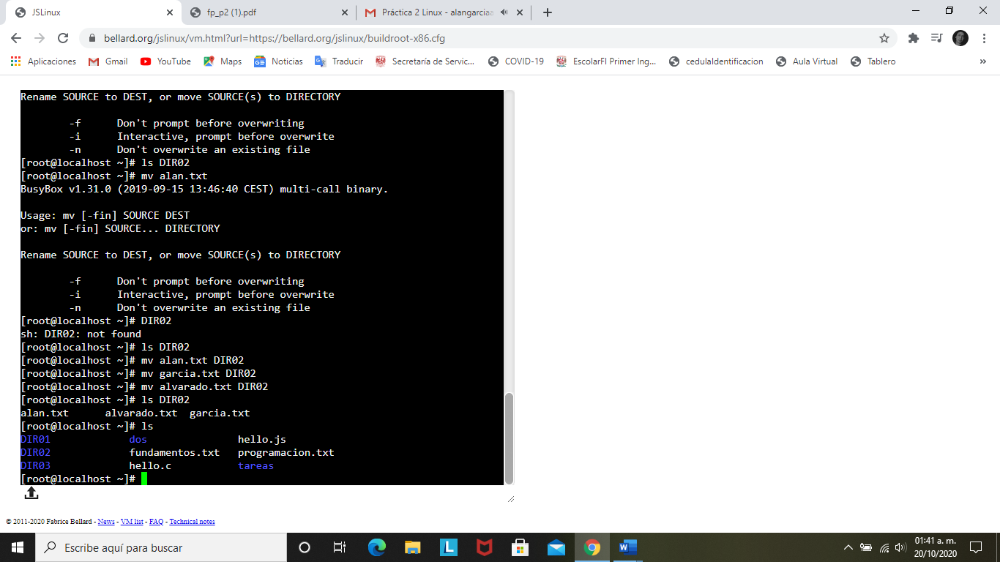 JSLinux
fp_p2 (1).pdf
Práctica 2 Linux - alangarciaa
bellard.org/jslinux/vm.html?url=https://bellard.org/jslinux/buildroot-x86.cfg
Aplicaciones Gmail YouTube Maps Noticias Traducir Secretaría de Servic... COVID-19 EscolarFI Primer Ing... cedulaIdentificacion Aula Virtual Tablero »
Rename SOURCE to DEST, or move SOURCE(s) to DIRECTORY
-f Don't prompt before overwriting
-i Interactive, prompt before overwrite
-n Don't overwrite an existing file
[root@localhost ~]# ls DIR02
[root@localhost ~]# mv alan.txt
BusyBox v1.31.0 (2019-09-15 13:46:40 CEST) multi-call binary.
Usage: mv [-fin] SOURCE DEST
or: mv [-fin] SOURCE... DIRECTORY
Rename SOURCE to DEST, or move SOURCE(s) to DIRECTORY
-f Don't prompt before overwriting
-i Interactive, prompt before overwrite
-n Don't overwrite an existing file
[root@localhost ~]# DIR02
sh: DIR02: not found
[root@localhost ~]# ls DIR02
[root@localhost ~]# mv alan.txt DIR02
[root@localhost ~]# mv garcia.txt DIR02
[root@localhost ~]# mv alvarado.txt DIR02
[root@localhost ~]# ls DIR02
alan.txt alvarado.txt garcia.txt
[root@localhost ~]# ls
DIR01 dos hello.js
DIR02 fundamentos.txt programacion.txt
DIR03 hello.c tareas
[root@localhost ~]#
© 2011-2020 Fabrice Bellard - News - VM list - FAQ - Technical notes
Escribe aquí para buscar
01:41 a. m.
20/10/2020